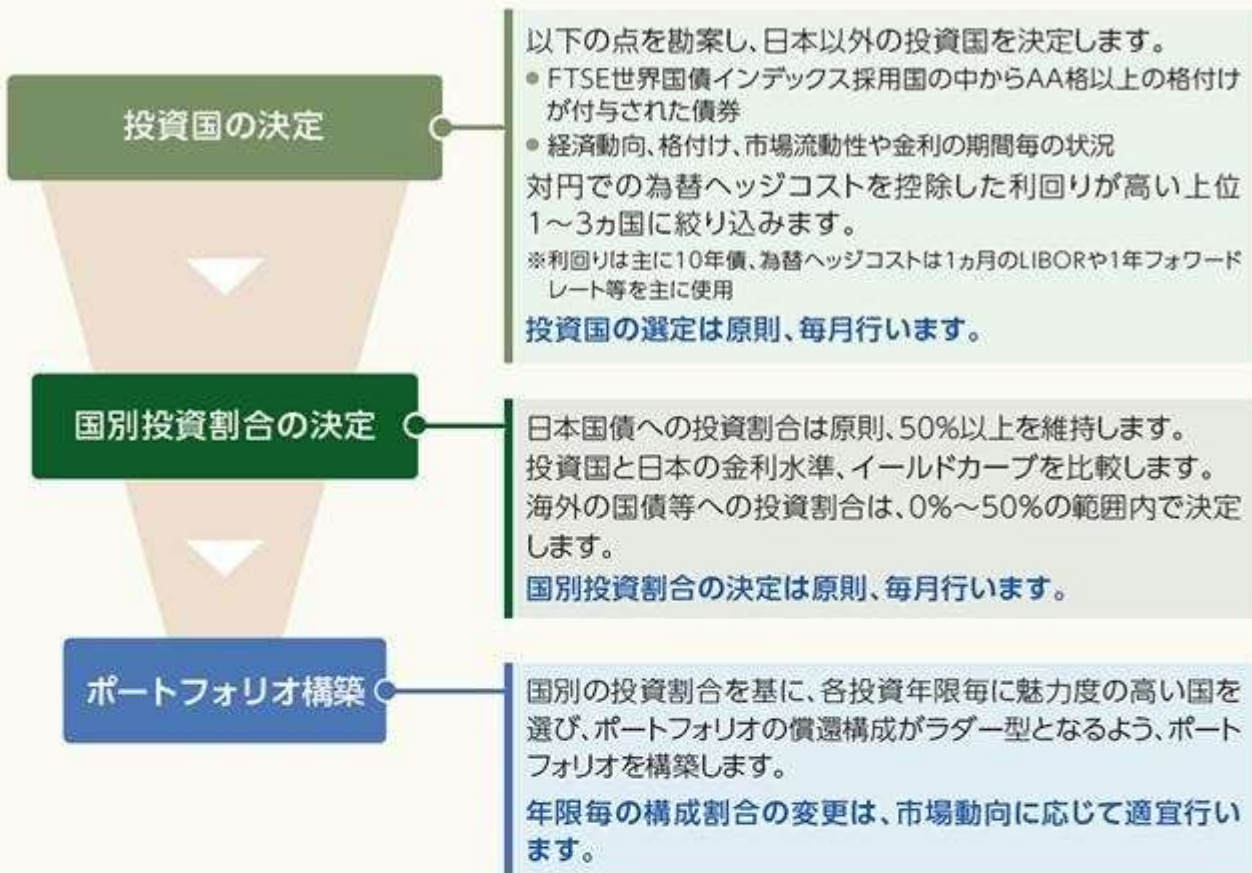 投資国の決定
以下の点を勘案し、日本以外の投資国を決定します。
● FTSE世界国債インデックス採用国の中からAA格以上の格付け
が付与された債券
● 経済動向、格付け、市場流動性や金利の期間毎の状況
対円での為替ヘッジコストを控除した利回りが高い上位
1～3ヵ国に絞り込みます。
※利回りは主に10年債、為替ヘッジコストは1ヵ月のLIBORや1年フォワード
レート等を主に使用
投資国の選定は原則、毎月行います。
国別投資割合の決定
日本国債への投資割合は原則、50%以上を維持します。
投資国と日本の金利水準、イールドカーブを比較します。
海外の国債等への投資割合は、0%～50%の範囲内で決定
します。
国別投資割合の決定は原則、毎月行います。
ポートフォリオ構築
国別の投資割合を基に、各投資年限毎に魅力度の高い国を
選び、ポートフォリオの償還構成がラダー型となるよう、ポート
フォリオを構築します。
年限毎の構成割合の変更は、市場動向に応じて適宜行い
ます。